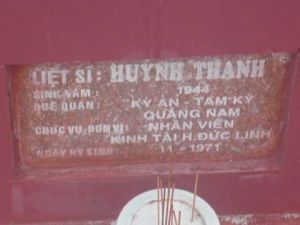 LIỆT SĨ: HUỲNH THANH
SINH NĂM: 1944
QUÊ QUÁN: KỲ ÂN - TAM KỲ
QUẢNG NAM
CHỨC VỤ, ĐƠN VỊ: NHÂN VIÊN
KINH TÀI H.ĐỨC LINH
NGÀY HY SINH: 11-1971